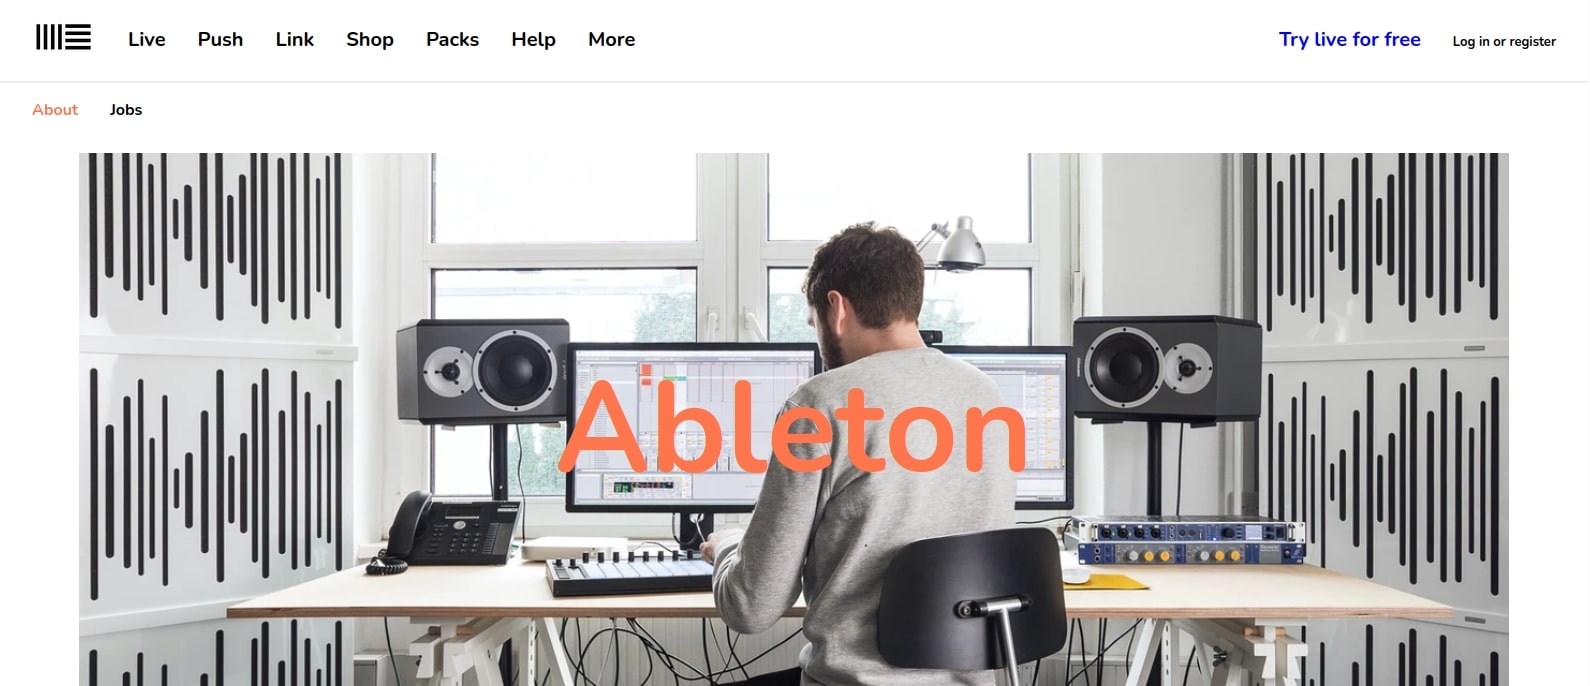 Live Push Link Shop Packs Help More Try live for free Log in or register
About Jobs
Ableton